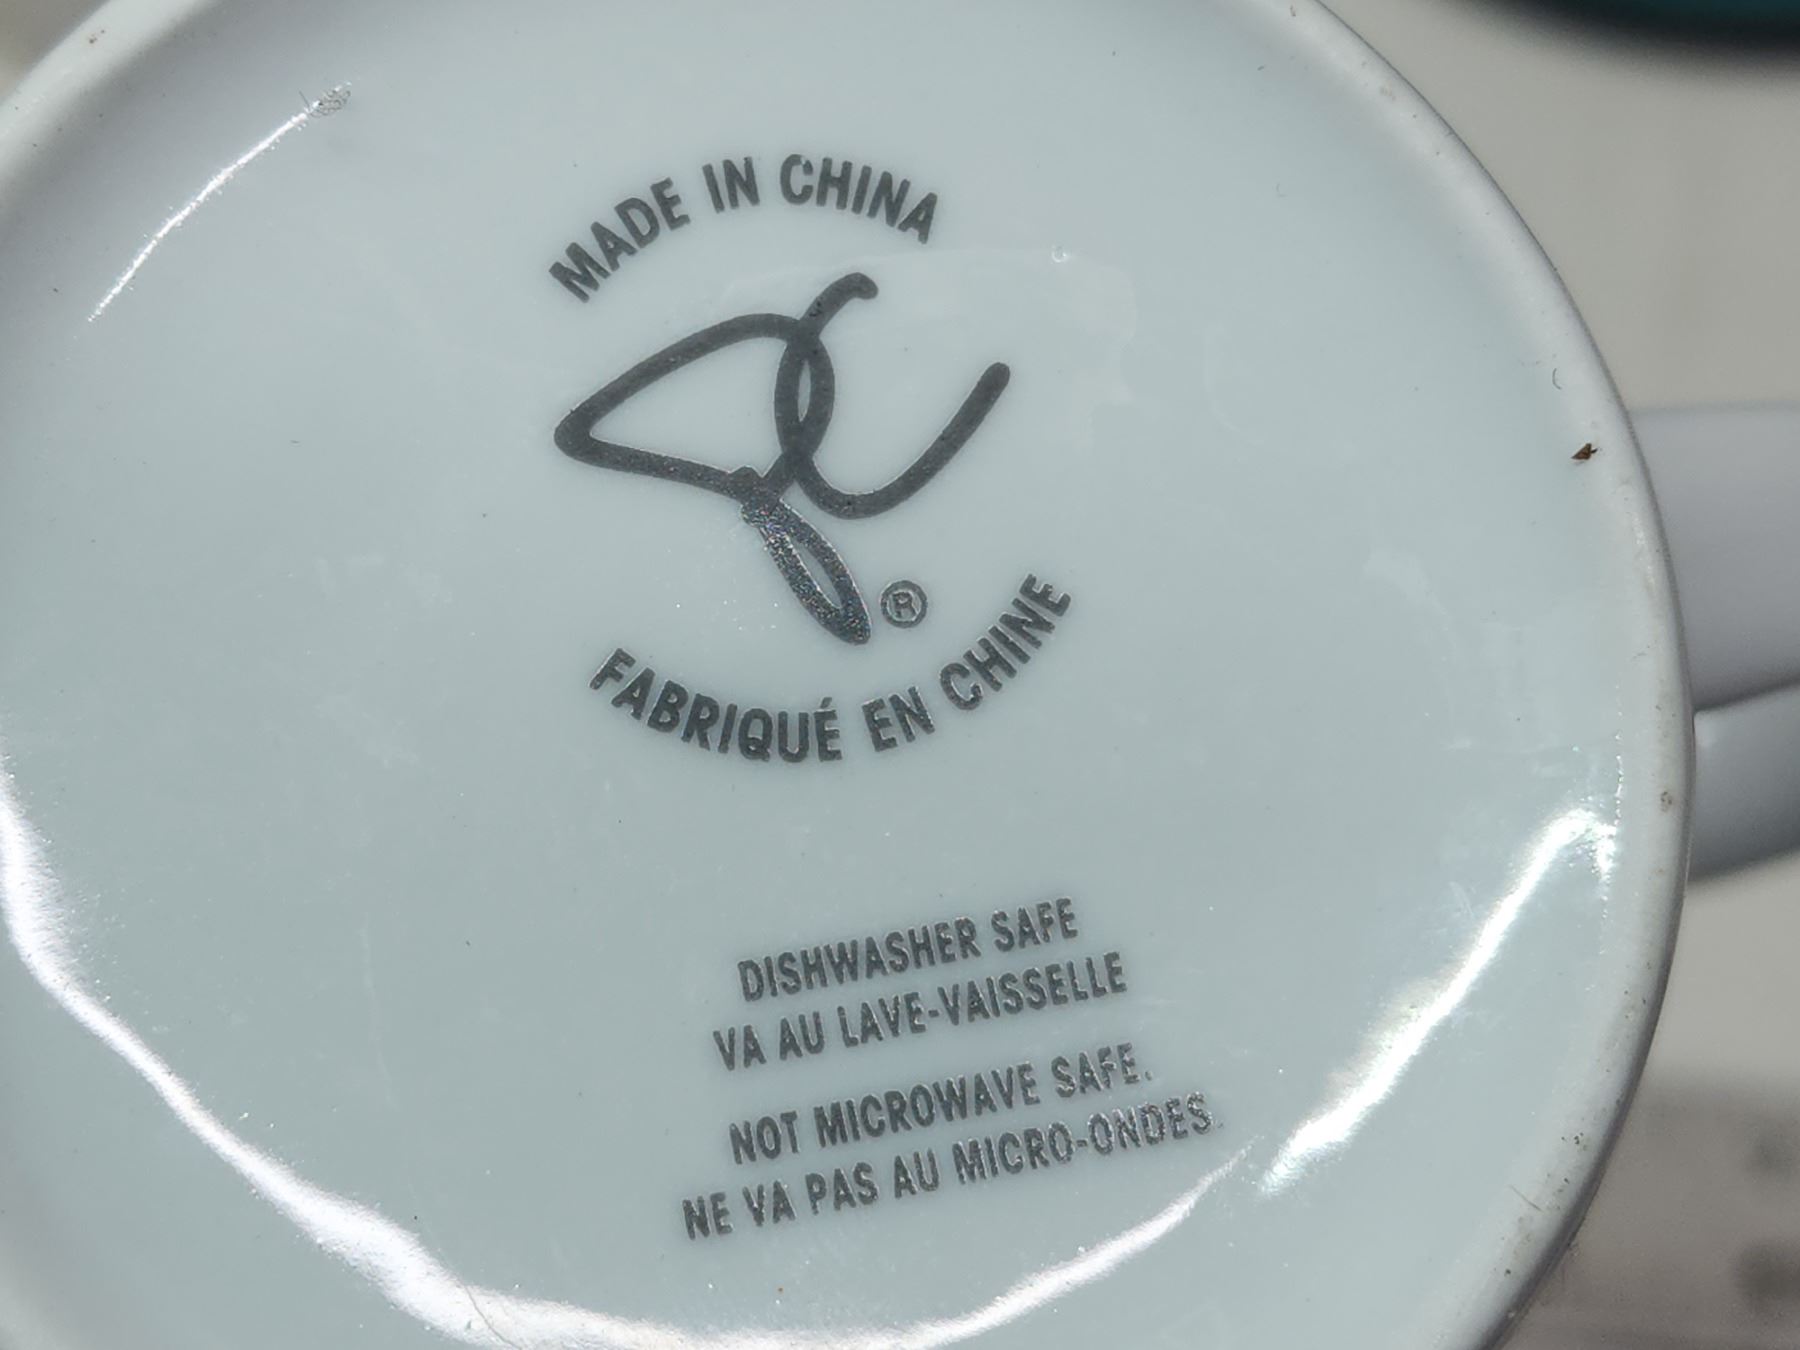 MADE IN CHINA
®
FABRIQUÉ EN CHINE
DISHWASHER SAFE
VA AU LAVE-VAISSELLE
NOT MICROWAVE SAFE.
NE VA PAS AU MICRO-ONDES.